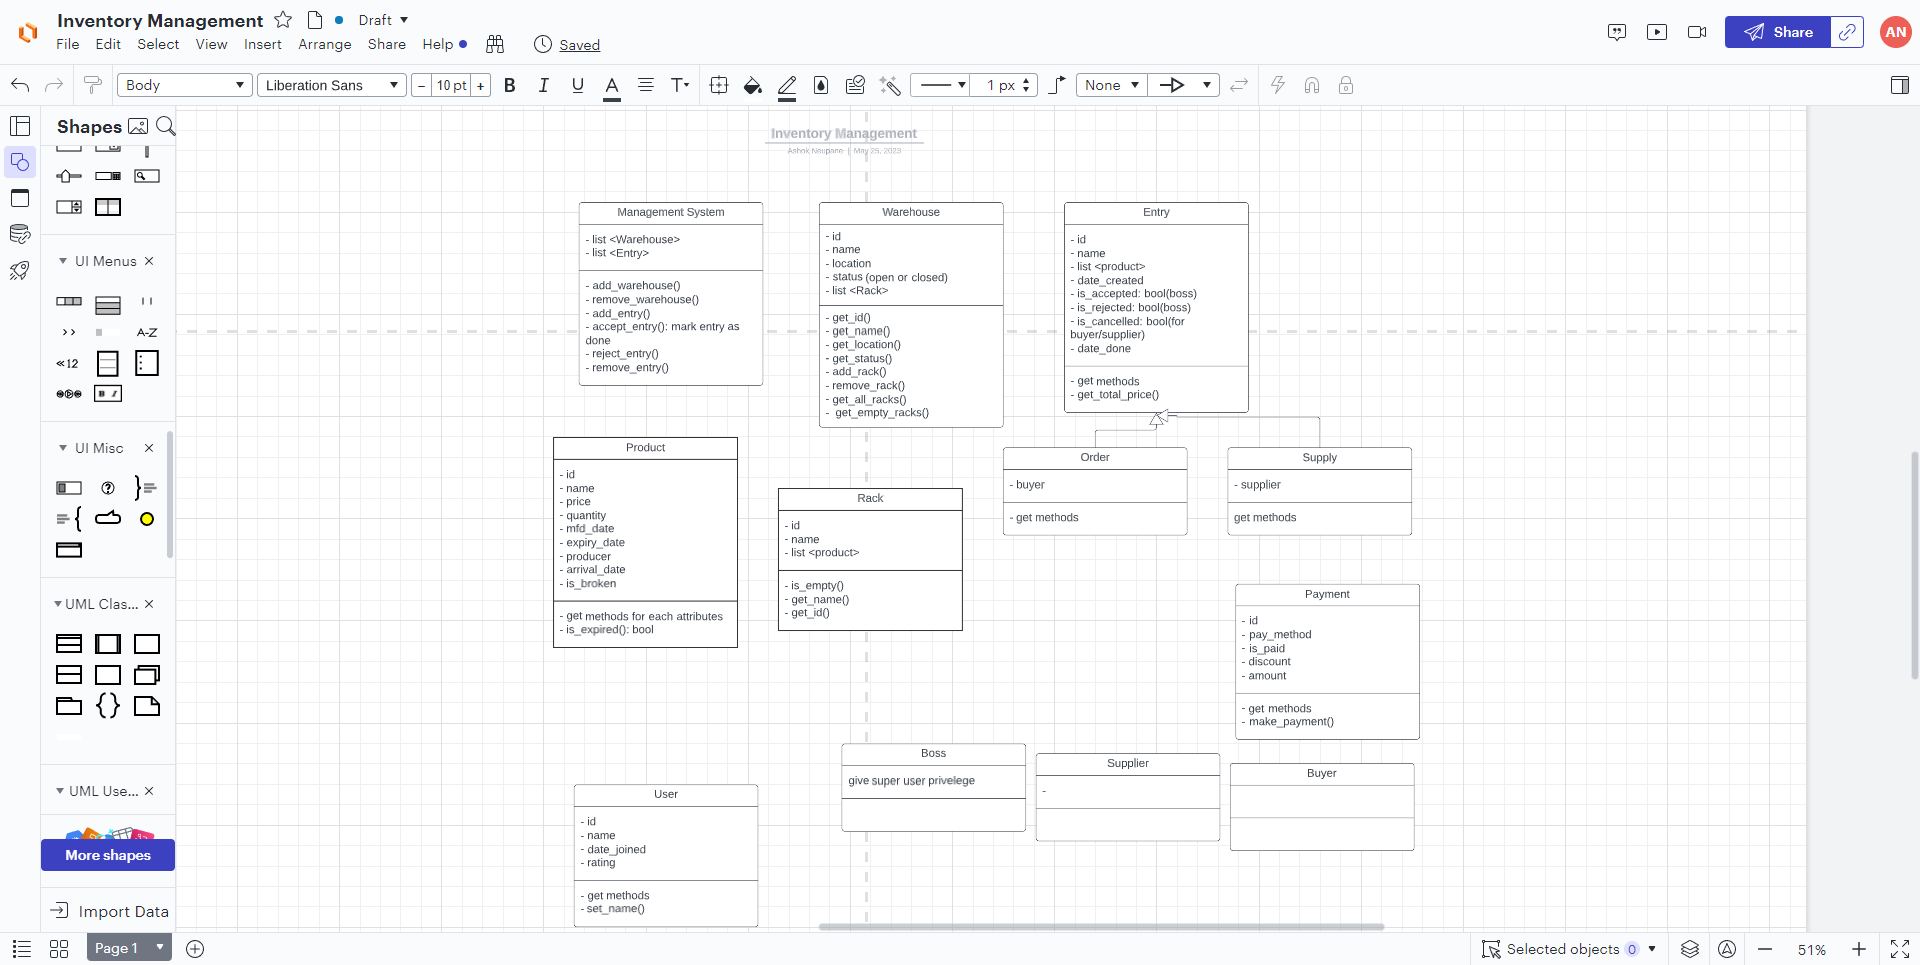 Inventory Management
Draft
File Edit Select View Insert Arrange Share Help
Saved
Share
AN
Body
Liberation Sans
- 10 pt +
B I U A T
1 px
None
Shapes
UI Menus
A-Z
<< 12
UI Misc
UML Clas...
UML Use...
More shapes
Import Data
Inventory Management
Ashok Neupane | May 25, 2023
Management System
- list <Warehouse>
- list <Entry>
- add_warehouse()
- remove_warehouse()
- add_entry()
- accept_entry(): mark entry as
done
- reject_entry()
- remove_entry()
Warehouse
- id
- name
- location
- status (open or closed)
- list <Rack>
- get_id()
- get_name()
- get_location()
- get_status()
- add_rack()
- remove_rack()
- get_all_racks()
- get_empty_racks()
Entry
- id
- name
- list <product>
- date_created
- is_accepted: bool(boss)
- is_rejected: bool(boss)
- is_cancelled: bool(for
buyer/supplier)
- date_done
- get methods
- get_total_price()
Product
- id
- name
- price
- quantity
- mfd_date
- expiry_date
- producer
- arrival_date
- is_broken
- get methods for each attributes
- is_expired(): bool
Rack
- id
- name
- list <product>
- is_empty()
- get_name()
- get_id()
Order
- buyer
- get methods
Supply
- supplier
get methods
Payment
- id
- pay_method
- is_paid
- discount
- amount
- get methods
- make_payment()
Boss
give super user privelege
Supplier
-
Buyer
User
- id
- name
- date_joined
- rating
- get methods
- set_name()
Page 1
Selected objects 0
51%